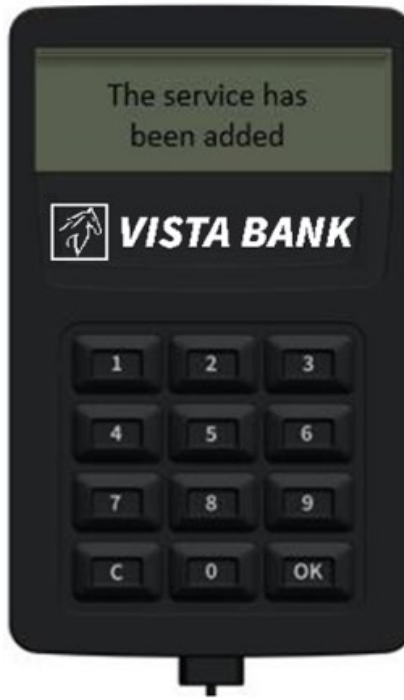 The service has
been added
VISTA BANK
1 2 3
4 5 6
7 8 9
C 0 OK